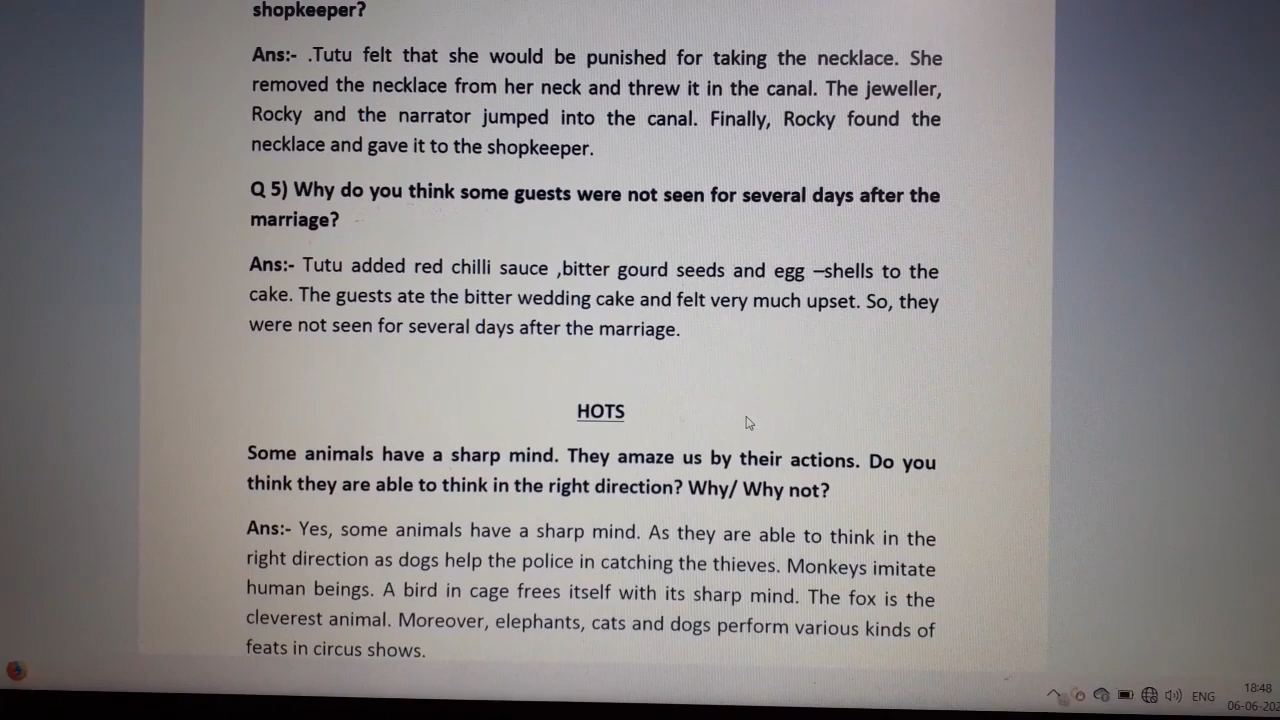 shopkeeper?
Ans:- .Tutu felt that she would be punished for taking the necklace. She
removed the necklace from her neck and threw it in the canal. The jeweller,
Rocky and the narrator jumped into the canal. Finally, Rocky found the
necklace and gave it to the shopkeeper.
Q 5) Why do you think some guests were not seen for several days after the
marriage?
Ans:- Tutu added red chilli sauce ,bitter gourd seeds and egg –shells to the
cake. The guests ate the bitter wedding cake and felt very much upset. So, they
were not seen for several days after the marriage.
HOTS
Some animals have a sharp mind. They amaze us by their actions. Do you
think they are able to think in the right direction? Why/ Why not?
Ans:- Yes, some animals have a sharp mind. As they are able to think in the
right direction as dogs help the police in catching the thieves. Monkeys imitate
human beings. A bird in cage frees itself with its sharp mind. The fox is the
cleverest animal. Moreover, elephants, cats and dogs perform various kinds of
feats in circus shows.
ENG
18:48
06-06-202